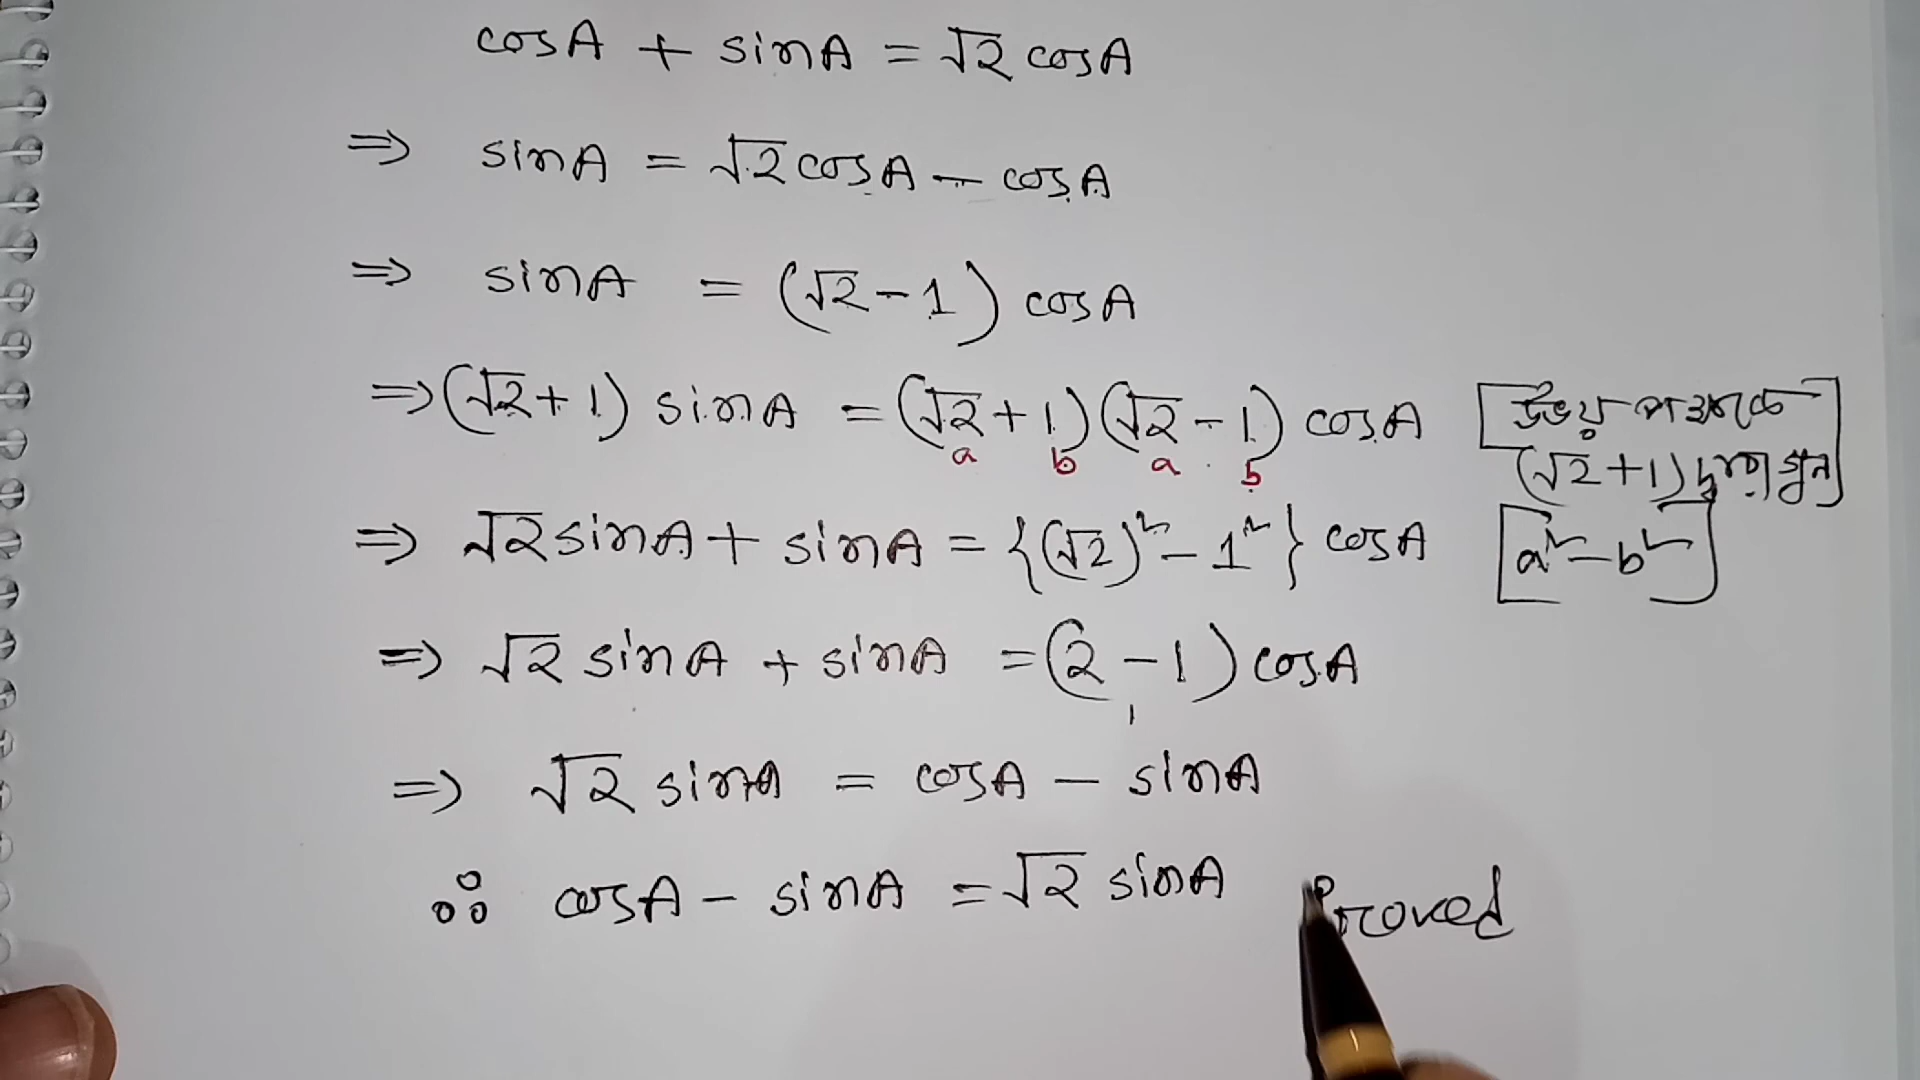 cosA + sinA = √2 cosA
⇒ sinA = √2 cosA − cosA
⇒ sinA = (√2 − 1) cosA
⇒ (√2 + 1) sinA = (√2 + 1)(√2 − 1) cosA [উভয় পক্ষকে
a b a b (√2 + 1) দ্বারা গুন]
⇒ √2 sinA + sinA = {(√2)² − 1²} cosA [a² − b²]
⇒ √2 sinA + sinA = (2 − 1) cosA
⇒ √2 sinA = cosA − sinA
∴ cosA − sinA = √2 sinA Proved